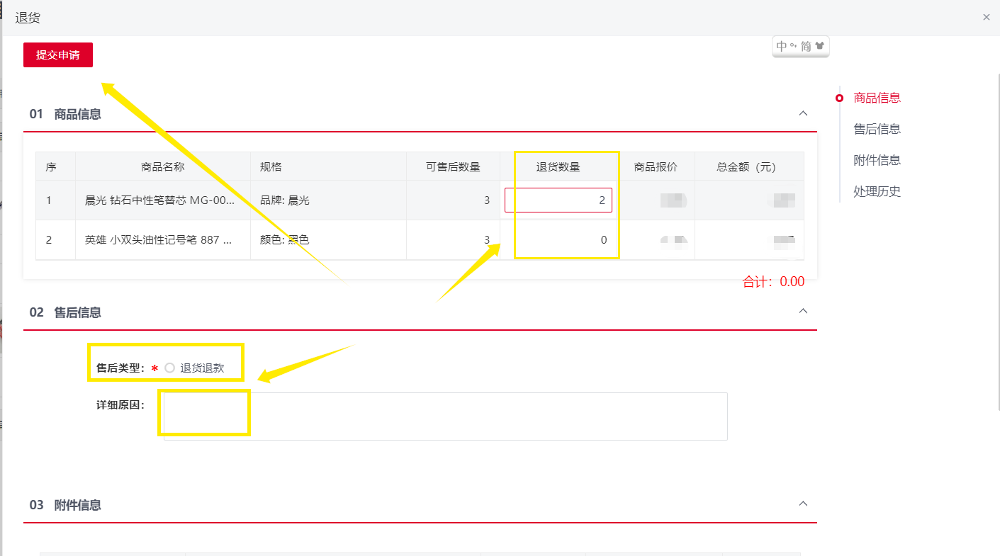 退货
提交申请
中 简
商品信息
售后信息
附件信息
处理历史
01 商品信息
序 商品名称 规格 可售后数量 退货数量 商品报价 总金额（元）
1 晨光 钻石中性笔替芯 MG-00... 品牌: 晨光 3 2
2 英雄 小双头油性记号笔 887 ... 颜色: 黑色 3 0
合计：0.00
02 售后信息
售后类型：* 退货退款
详细原因：
03 附件信息